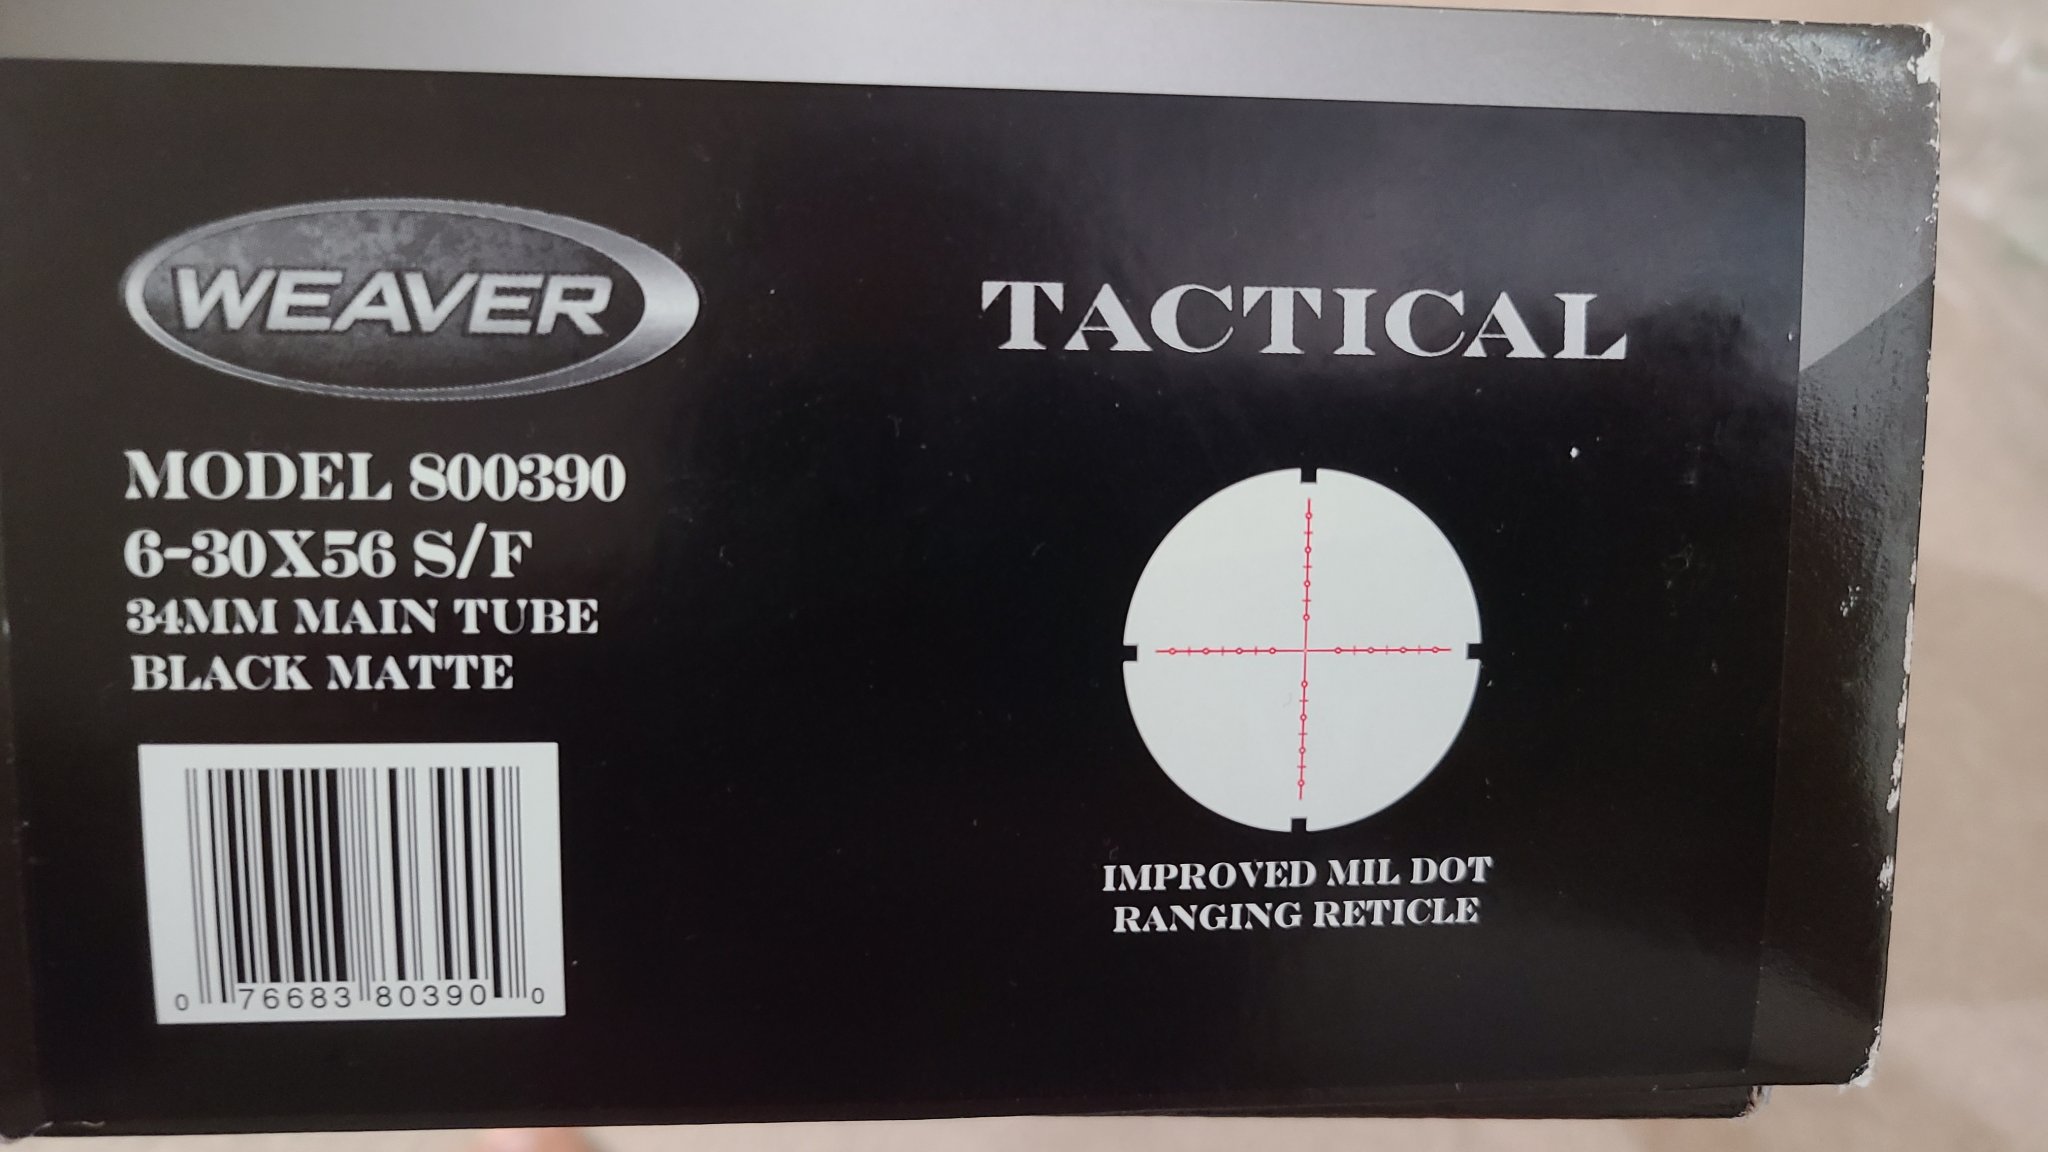 WEAVER
TACTICAL
MODEL 800390
6-30X56 S/F
34MM MAIN TUBE
BLACK MATTE
0 76683 80390 0
IMPROVED MIL DOT
RANGING RETICLE